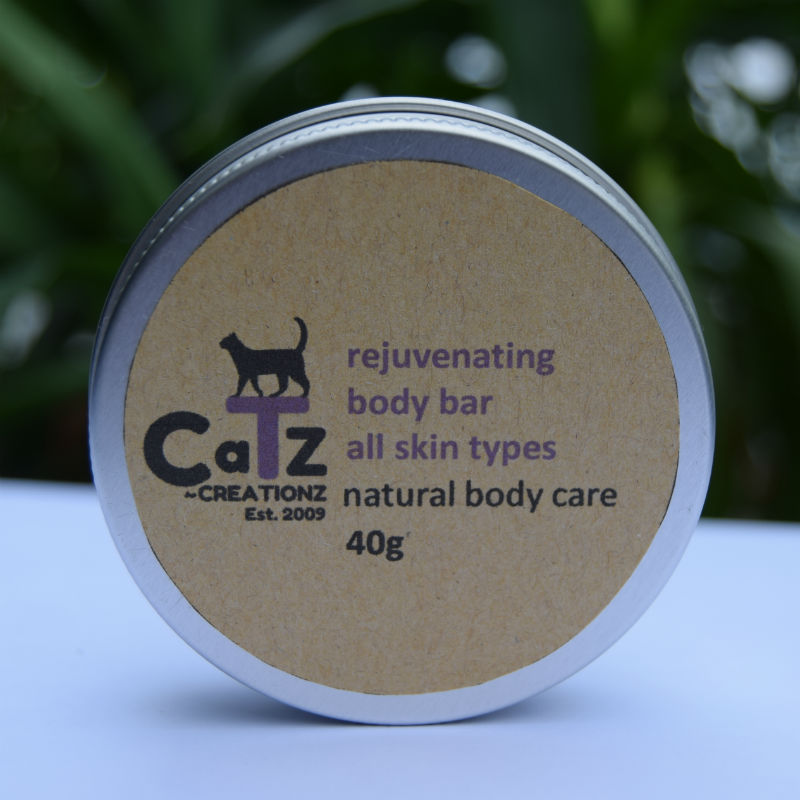 CaTz
~CREATIONZ
Est. 2009
rejuvenating
body bar
all skin types
natural body care
40g